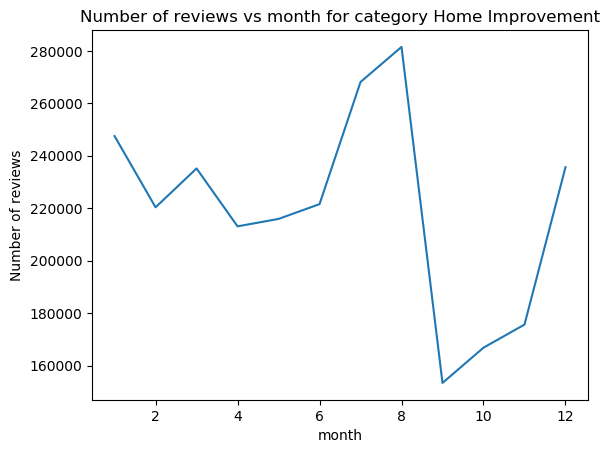 Number of reviews vs month for category Home Improvement
280000
260000
240000
220000
200000
180000
160000
Number of reviews
2 4 6 8 10 12
month